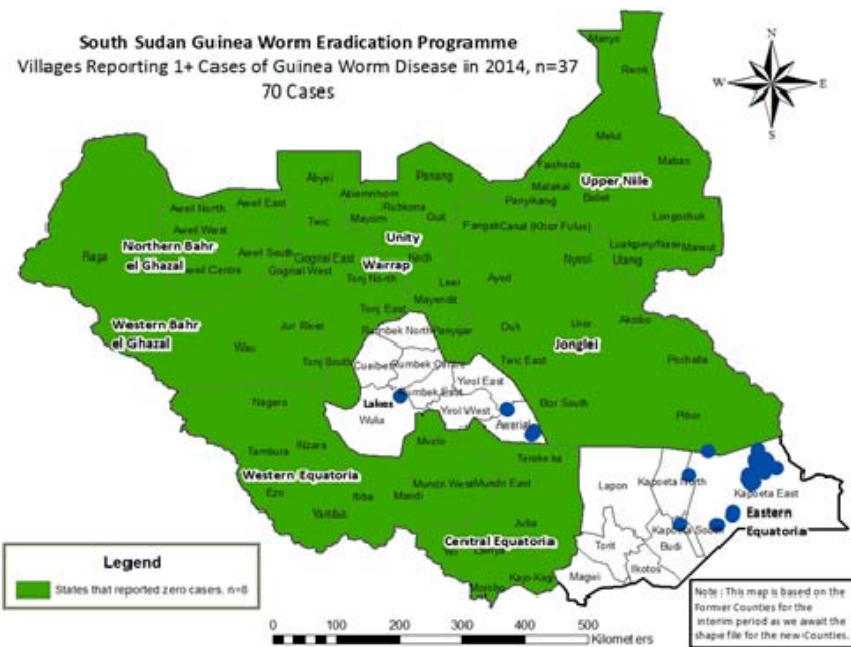 South Sudan Guinea Worm Eradication Programme
Villages Reporting 1+ Cases of Guinea Worm Disease iin 2014, n=37
70 Cases
N
W
E
S
Manyo
Renk
Melut
Maban
Fashoda
Upper Niile
Malakal
Baliet
Panyikang
Longochuk
Fangak
Canal (Khor Fulus)
Luakpiny/Nasir
Maiwut
Ulang
Nyirol
Abyei
Pariang
Abiemnhom
Rubkona
Mayom
Guit
Twic
Unity
Warrap
Koch
Aweil North
Aweil East
Aweil West
Northern Bahr
el Ghazal
Raga
Aweil Centre
Aweil South
Gogrial East
Gogrial West
Tonj North
Leer
Ayod
Mayendit
Tonj East
Western Bahr
el Ghazal
Jur River
Wau
Rumbek North
Panyijar
Duk
Uror
Akobo
Jonglei
Tonj South
Cueibet
Rumbek Centre
Twic East
Pochalla
Yirol East
Rumbek East
Lakes
Yirol West
Wulu
Awerial
Bor South
Pibor
Nagero
Mvolo
Tambura
Nzara
Terekeka
Western Equatoria
Ezo
Ibba
Maridi
Mundri West
Mundri East
Yambio
Juba
Central Equatoria
Yei
Lainya
Morobo
Kajo-Kagi
Lapon
Kapoeta North
Kapoeta East
Eastern
Equatoria
Kapoeta South
Torit
Budi
Ikotos
Magwi
Legend
States that reported zero cases. n=8
0
100
200
300
400
500
Kilometers
Note : This map is based on the
Former Counties for the
interim period as we await the
shape file for the new Counties.